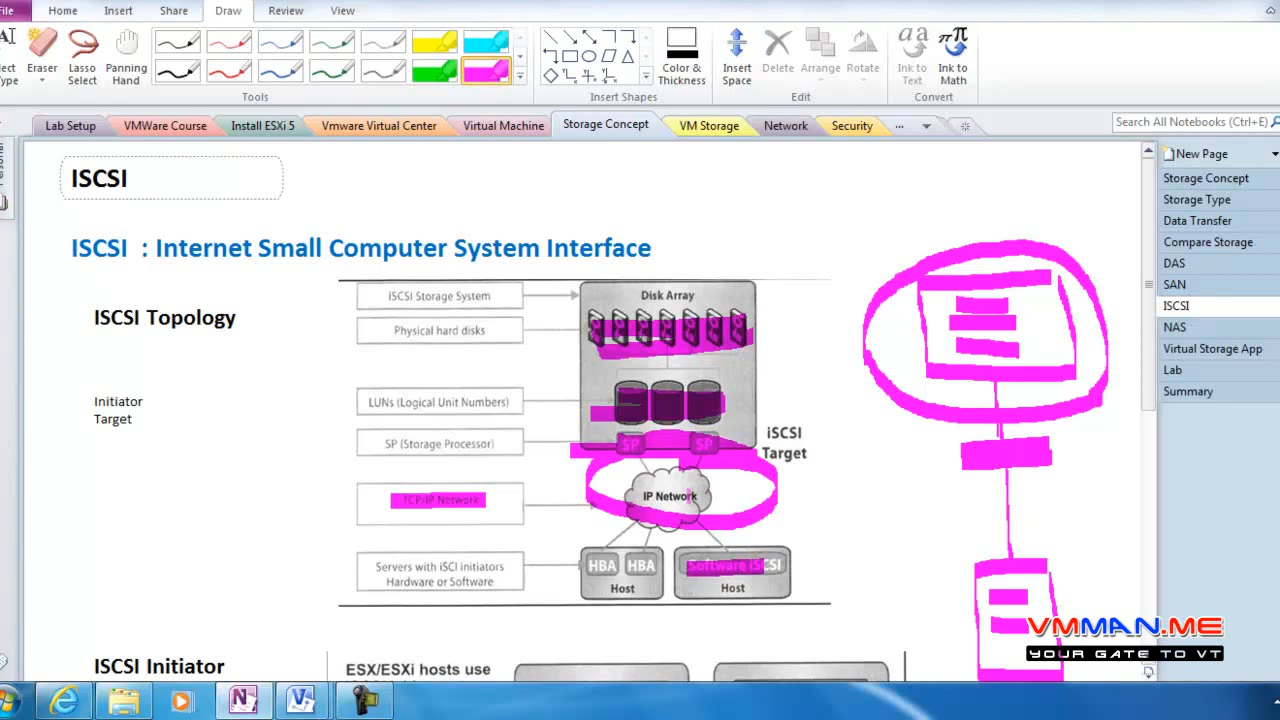 File Home Insert Share Draw Review View
Eraser Lasso Select Panning Hand Color & Thickness Insert Space Delete Arrange Rotate Ink to Text Ink to Math
Type
Tools Insert Shapes Edit Convert
Lab Setup VMWare Course Install ESXi 5 Vmware Virtual Center Virtual Machine Storage Concept VM Storage Network Security ... Search All Notebooks (Ctrl+E)
New Page
Storage Concept
Storage Type
Data Transfer
Compare Storage
DAS
SAN
ISCSI
NAS
Virtual Storage App
Lab
Summary
ISCSI
ISCSI : Internet Small Computer System Interface
ISCSI Topology
Initiator
Target
iSCSI Storage System
Physical hard disks
LUNs (Logical Unit Numbers)
SP (Storage Processor)
TCP/IP Network
Servers with iSCI initiators
Hardware or Software
Disk Array
SP SP
iSCSI
Target
IP Network
HBA HBA
Host
Software iSCSI
Host
ISCSI Initiator
ESX/ESXi hosts use
VMMAN.ME
YOUR GATE TO VT